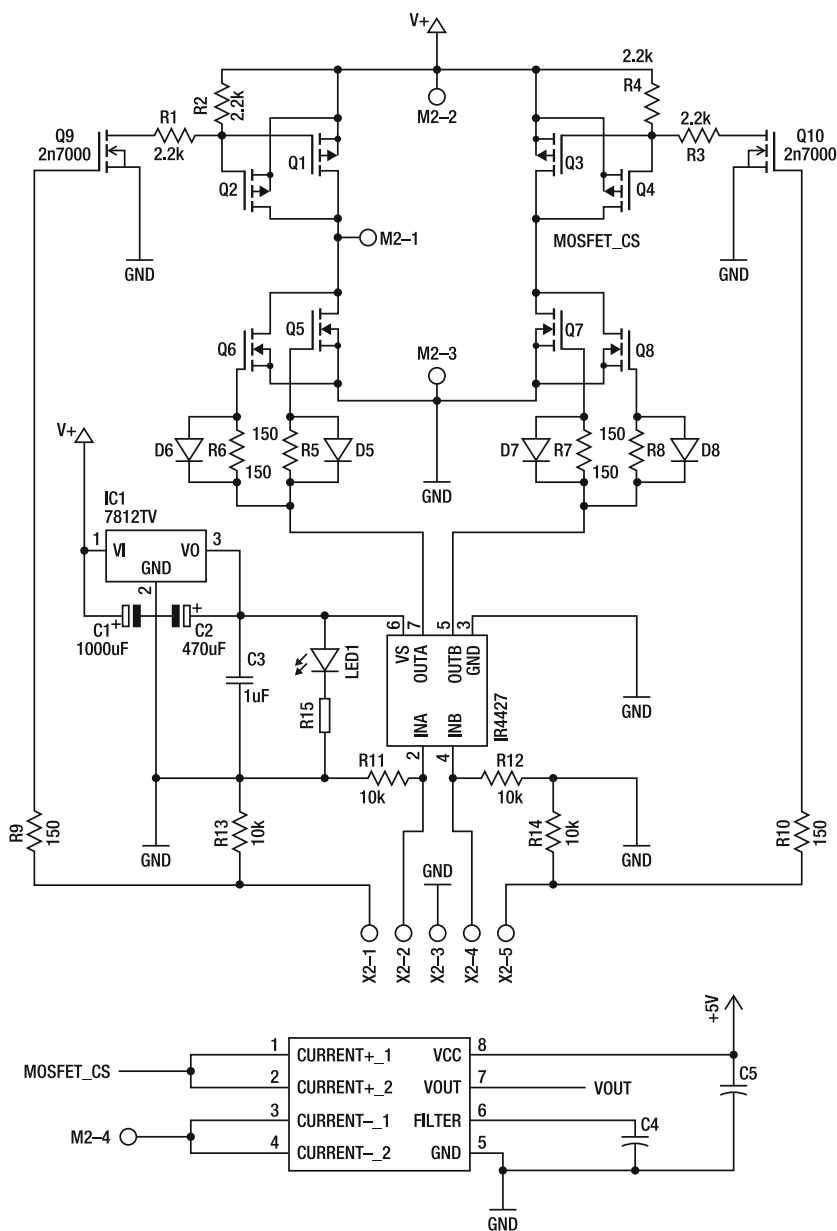 V+
2.2k
R4
R2
2.2k
M2–2
Q9
2n7000
R1
2.2k
2.2k
R3
Q10
2n7000
Q1
Q3
Q2
Q4
M2–1
MOSFET_CS
GND
GND
Q5
Q7
Q6
Q8
M2–3
V+
D6
R6
150
150
R5
D5
D7
R7
150
150
R8
D8
GND
IC1
7812TV
1
VI
VO
3
GND
2
C1
+
1000uF
+
C2
470uF
C3
1uF
LED1
R15
6
7
5
3
VS
OUTA
OUTB
GND
INA
INB
IR4427
2
4
GND
R11
10k
R12
10k
R9
150
GND
R13
10k
R14
10k
GND
R10
150
GND
X2–1
X2–2
X2–3
X2–4
X2–5
+5V
1
CURRENT+_1
VCC
8
MOSFET_CS
2
CURRENT+_2
VOUT
7
VOUT
C5
3
CURRENT–_1
FILTER
6
C4
M2–4
4
CURRENT–_2
GND
5
GND